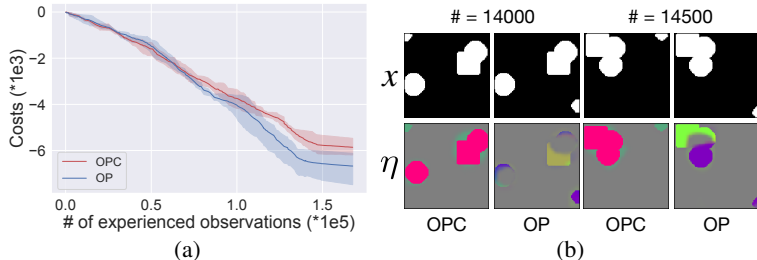 0
−2
−4
−6
Costs (*1e3)
OPC
OP
0.0 0.5 1.0 1.5
# of experienced observations (*1e5)
(a)
# = 14000 # = 14500
x
η
OPC OP OPC OP
(b)